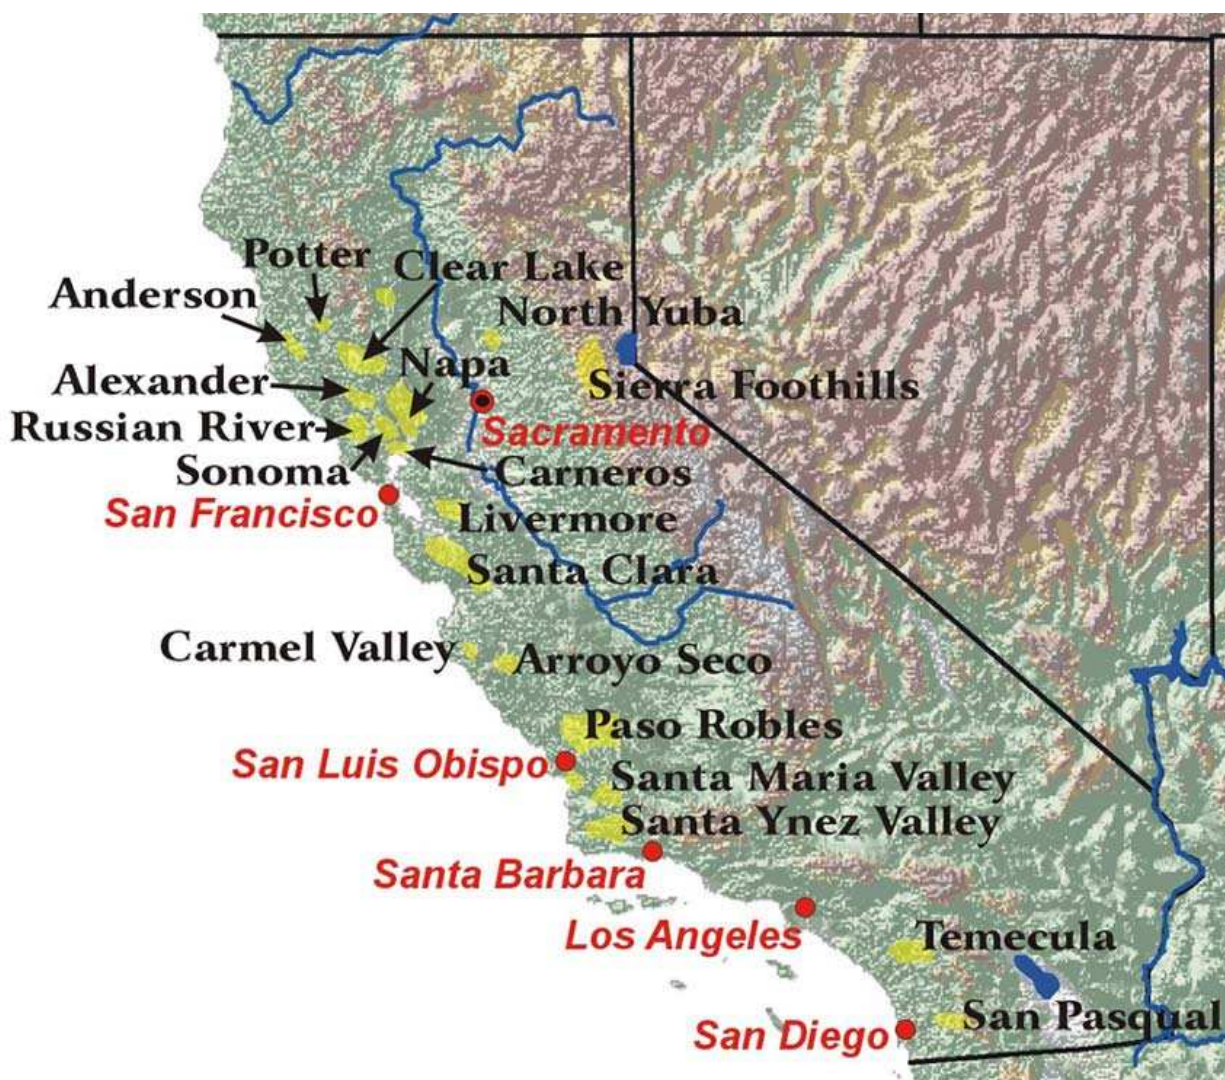 Potter
Clear Lake
Anderson
North Yuba
Napa
Alexander
Sierra Foothills
Russian River
Sacramento
Sonoma
Carneros
San Francisco
Livermore
Santa Clara
Carmel Valley
Arroyo Seco
Paso Robles
San Luis Obispo
Santa Maria Valley
Santa Ynez Valley
Santa Barbara
Los Angeles
Temecula
San Pasqual
San Diego